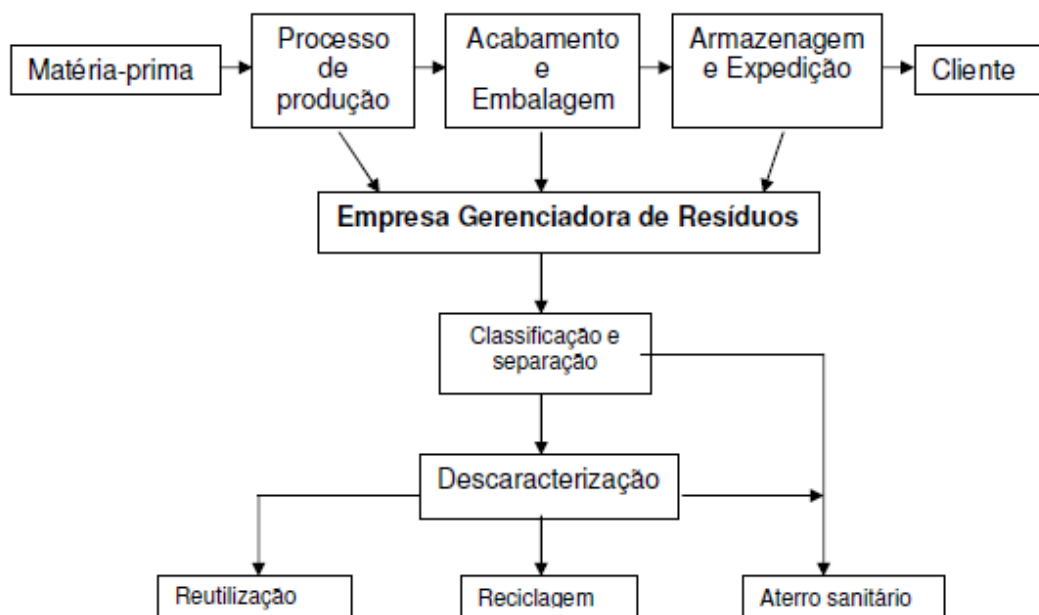 Matéria-prima
Processo
de
produção
Acabamento
e
Embalagem
Armazenagem
e Expedição
Cliente
Empresa Gerenciadora de Resíduos
Classificação e
separação
Descaracterização
Reutilização
Reciclagem
Aterro sanitário